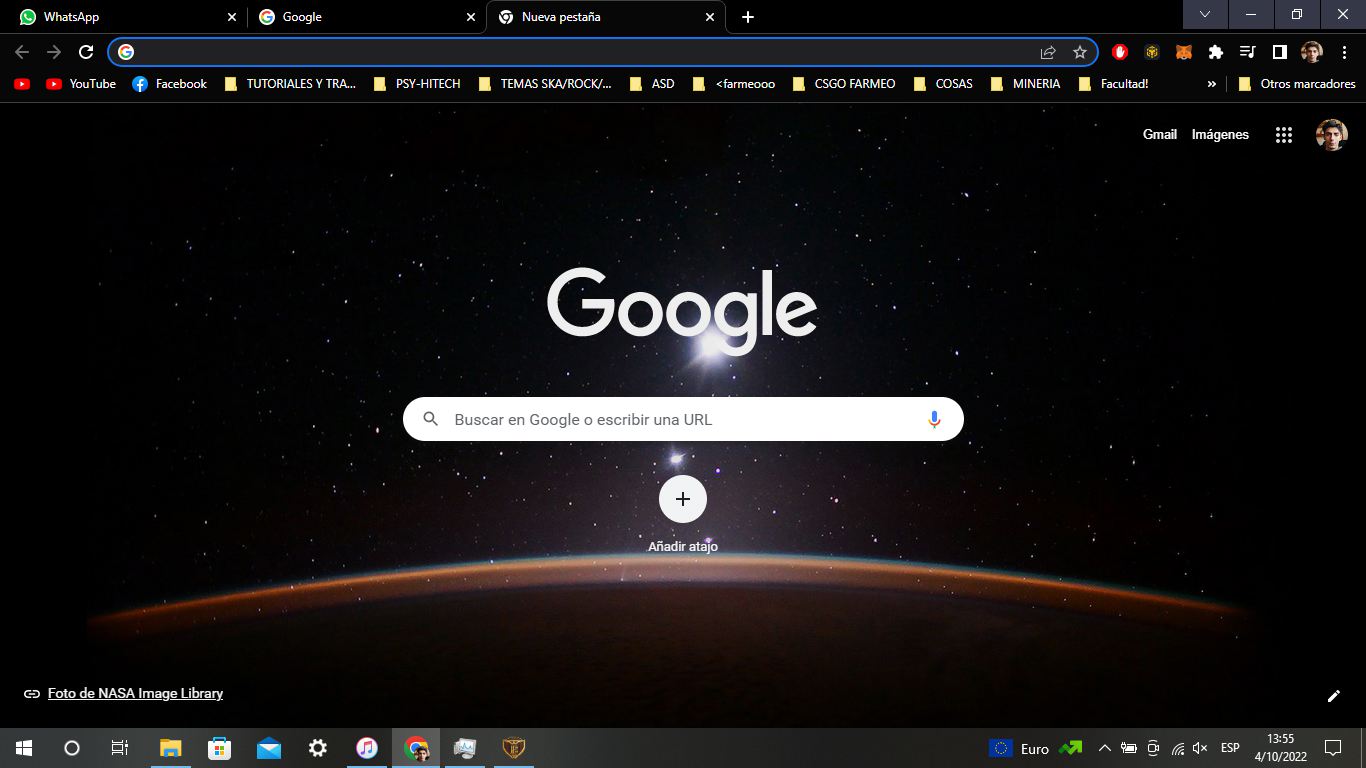 WhatsApp
Google
Nueva pestaña
YouTube
Facebook
TUTORIALES Y TRA...
PSY-HITECH
TEMAS SKA/ROCK/...
ASD
<farmeooo
CSGO FARMEO
COSAS
MINERIA
Facultad!
»
Otros marcadores
Gmail
Imágenes
Google
Buscar en Google o escribir una URL
Añadir atajo
Foto de NASA Image Library
Euro
ESP
13:55
4/10/2022